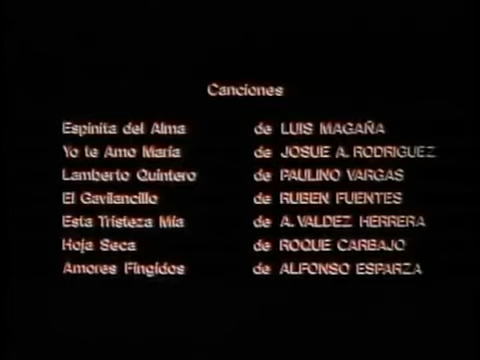 Canciones
Espinita del Alma de LUIS MAGAÑA
Yo te Amo María de JOSUE A. RODRIGUEZ
Lamberto Quintero de PAULINO VARGAS
El Gavilancillo de RUBEN FUENTES
Esta Tristeza Mía de A. VALDEZ HERRERA
Hoja Seca de ROQUE CARBAJO
Amores Fingidos de ALFONSO ESPARZA